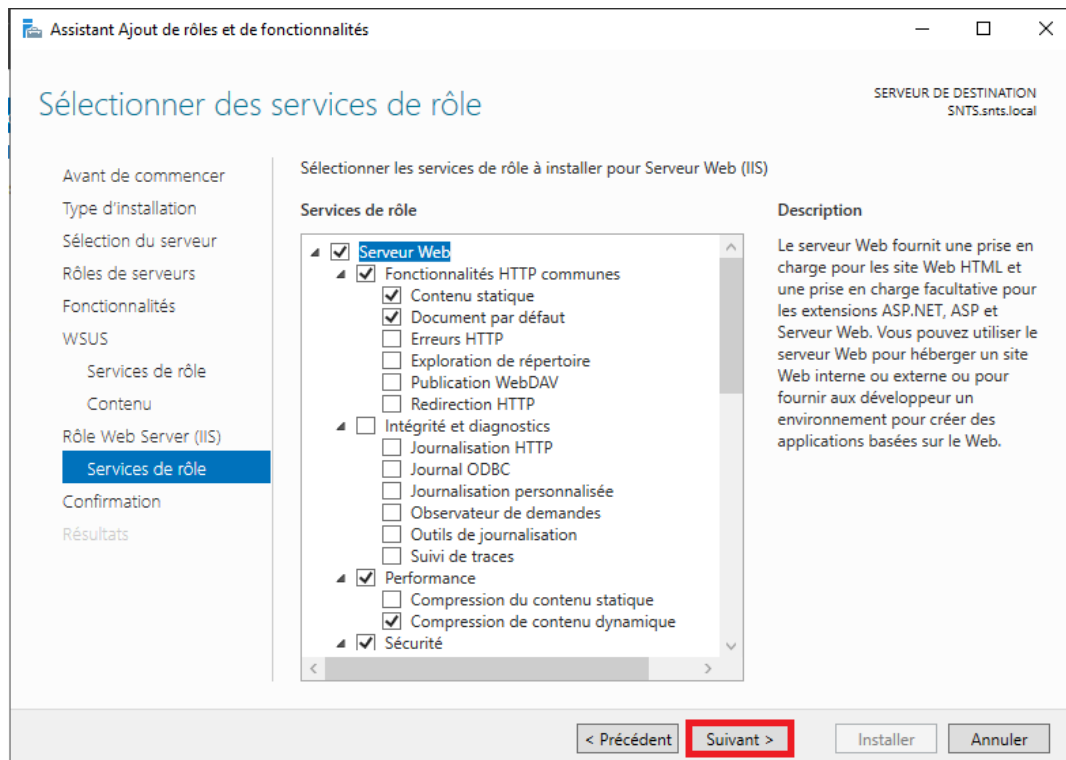 Assistant Ajout de rôles et de fonctionnalités
Sélectionner des services de rôle
SERVEUR DE DESTINATION
SNTS.snts.local
Avant de commencer
Type d'installation
Sélection du serveur
Rôles de serveurs
Fonctionnalités
WSUS
Services de rôle
Contenu
Rôle Web Server (IIS)
Services de rôle
Confirmation
Résultats
Sélectionner les services de rôle à installer pour Serveur Web (IIS)
Services de rôle
Serveur Web
Fonctionnalités HTTP communes
Contenu statique
Document par défaut
Erreurs HTTP
Exploration de répertoire
Publication WebDAV
Redirection HTTP
Intégrité et diagnostics
Journalisation HTTP
Journal ODBC
Journalisation personnalisée
Observateur de demandes
Outils de journalisation
Suivi de traces
Performance
Compression du contenu statique
Compression de contenu dynamique
Sécurité
Description
Le serveur Web fournit une prise en
charge pour les site Web HTML et
une prise en charge facultative pour
les extensions ASP.NET, ASP et
Serveur Web. Vous pouvez utiliser le
serveur Web pour héberger un site
Web interne ou externe ou pour
fournir aux développeur un
environnement pour créer des
applications basées sur le Web.
< Précédent
Suivant >
Installer
Annuler